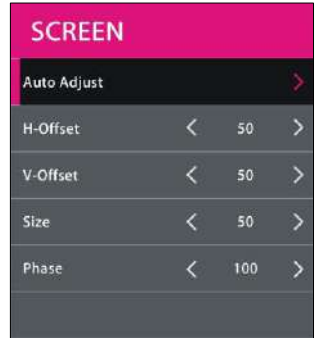 SCREEN
Auto Adjust
H-Offset 50
V-Offset 50
Size 50
Phase 100